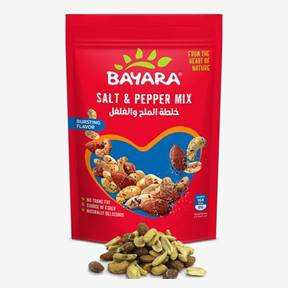 FROM THE
HEART OF
NATURE
BAYARA
SALT & PEPPER MIX
خلطة الملح والفلفل
BURSTING
FLAVOR
NO TRANS FAT
SOURCE OF FIBER
NATURALLY DELICIOUS